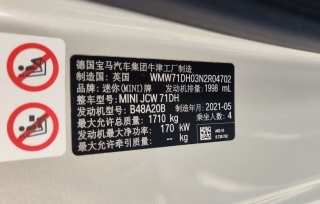 德国宝马汽车集团牛津工厂制造
制造国：英国 WMW71DH03N2R04702
品牌：迷你(MINI)牌 发动机排量：1998 mL
整车型号：MINI JCW 71DH
发动机型号：B48A20B 制造年月：2021-05
最大允许总质量：1710 kg 乘坐人数：4
发动机最大净功率：170 kW
最大允许牵引质量：-- kg